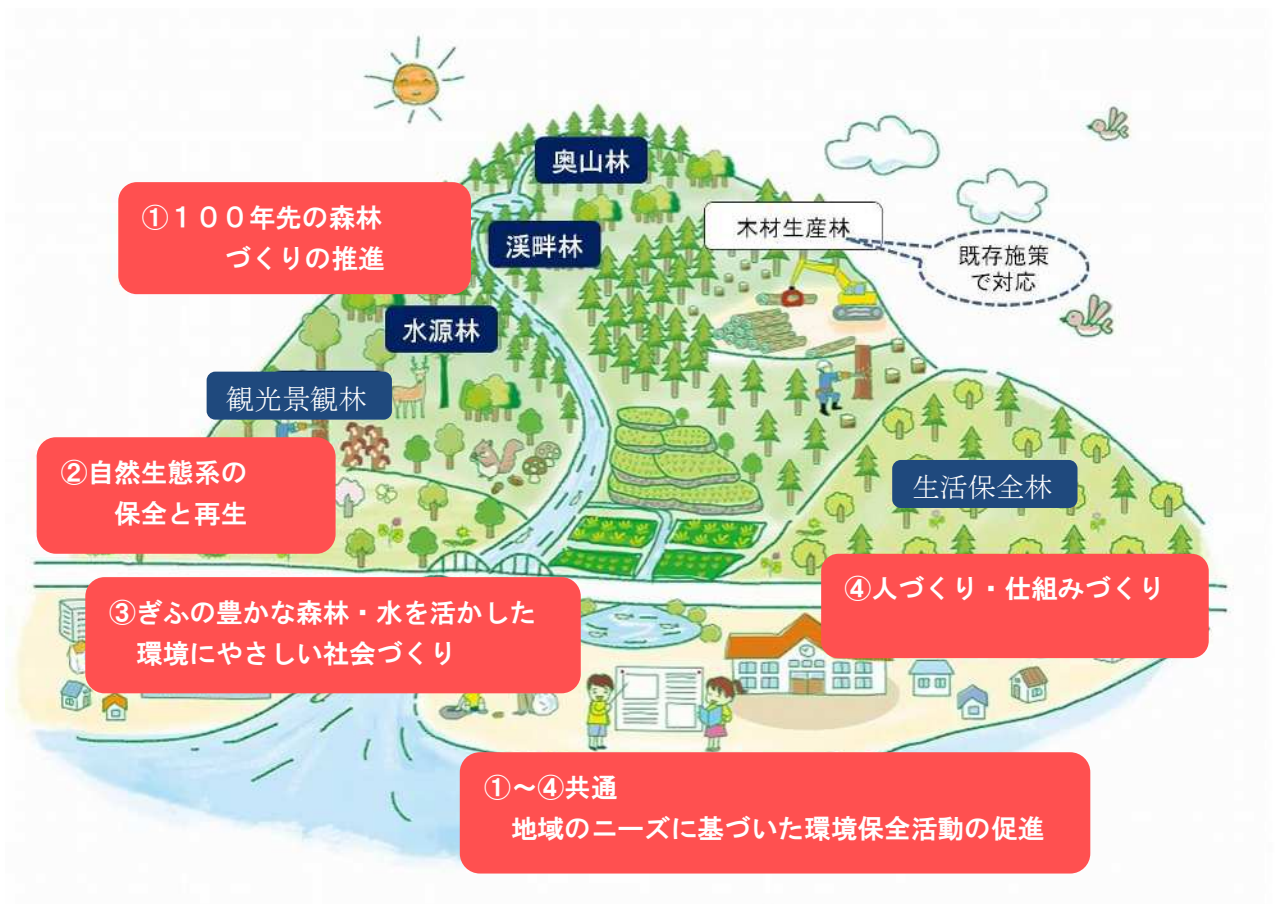 奥山林
①１００年先の森林
づくりの推進
渓畔林
木材生産林
既存施策
で対応
水源林
観光景観林
②自然生態系の
保全と再生
生活保全林
③ぎふの豊かな森林・水を活かした
環境にやさしい社会づくり
④人づくり・仕組みづくり
①～④共通
地域のニーズに基づいた環境保全活動の促進